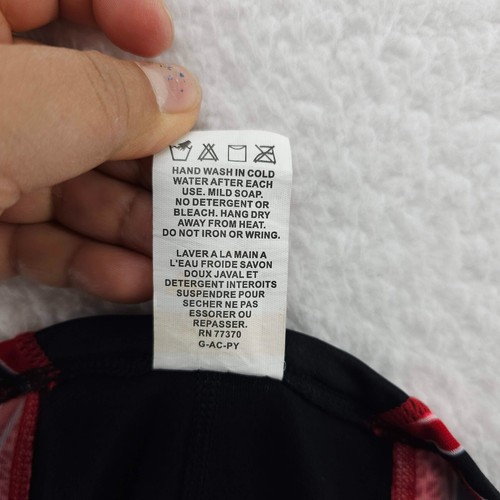 HAND WASH IN COLD
WATER AFTER EACH
USE. MILD SOAP.
NO DETERGENT OR
BLEACH. HANG DRY
AWAY FROM HEAT.
DO NOT IRON OR WRING.
LAVER A LA MAIN A
L'EAU FROIDE SAVON
DOUX JAVAL ET
DETERGENT INTEROITS
SUSPENDRE POUR
SECHER NE PAS
ESSORER OU
REPASSER.
RN 77370
G-AC-PY